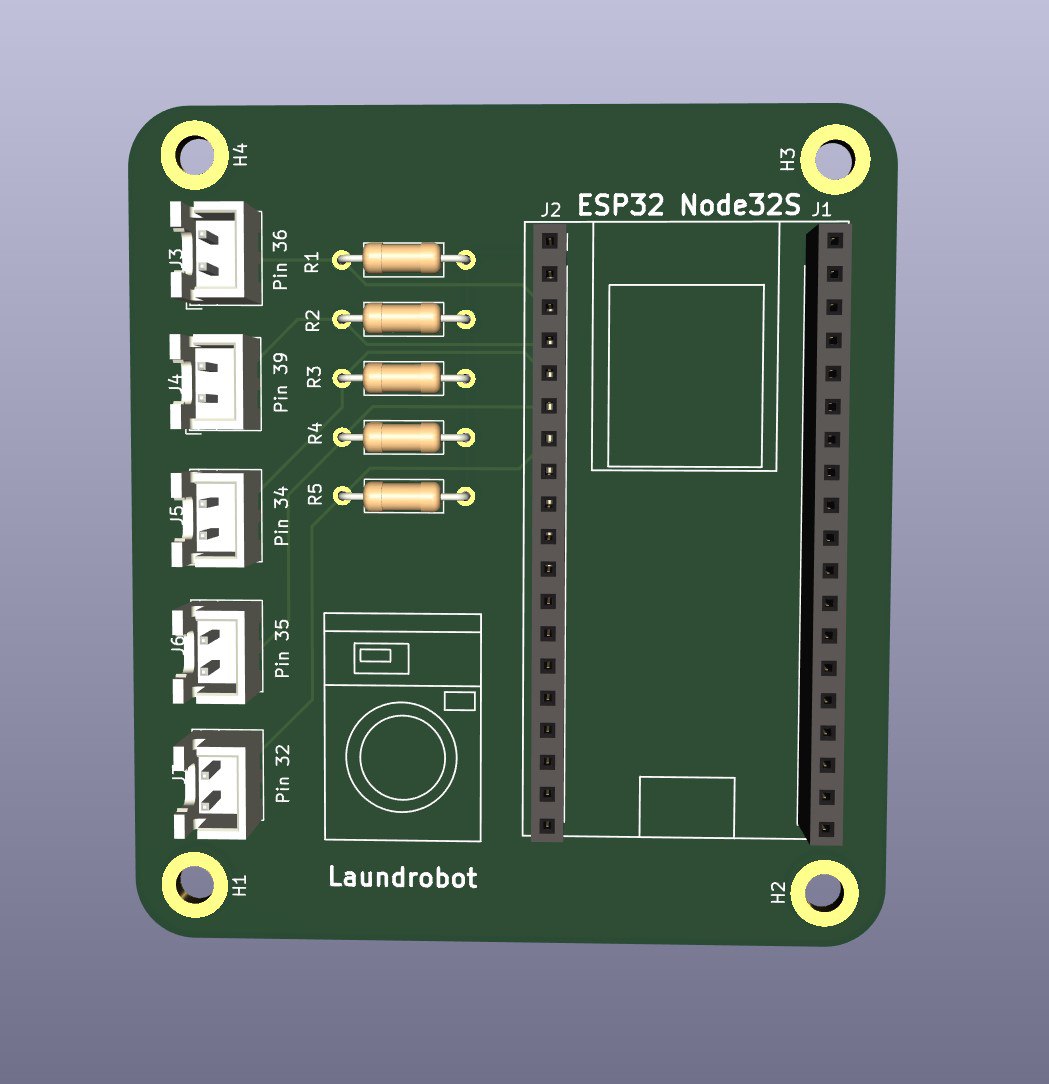 H4
H3
ESP32 Node32S
J2
J1
J3
Pin 36
R1
R2
J4
Pin 39
R3
R4
J5
Pin 34
R5
J6
Pin 35
Pin 32
Laundrobot
H1
H2